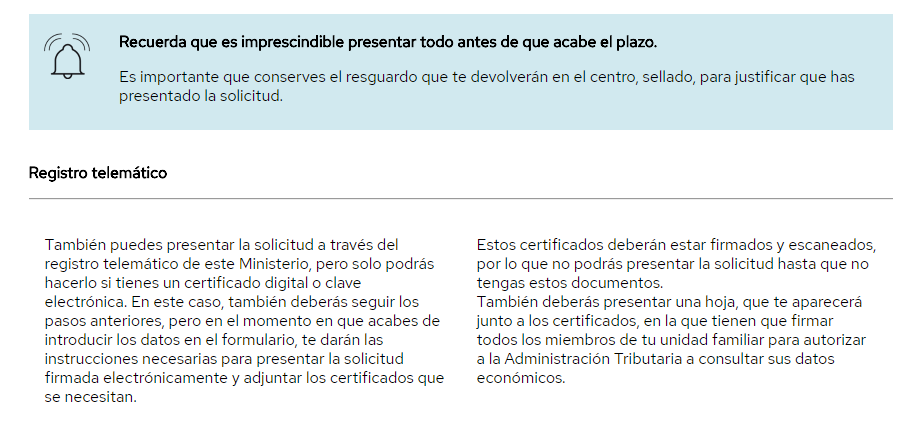 Recuerda que es imprescindible presentar todo antes de que acabe el plazo.
Es importante que conserves el resguardo que te devolverán en el centro, sellado, para justificar que has
presentado la solicitud.
Registro telemático
También puedes presentar la solicitud a través del
registro telemático de este Ministerio, pero solo podrás
hacerlo si tienes un certificado digital o clave
electrónica. En este caso, también deberás seguir los
pasos anteriores, pero en el momento en que acabes de
introducir los datos en el formulario, te darán las
instrucciones necesarias para presentar la solicitud
firmada electrónicamente y adjuntar los certificados que
se necesitan.
Estos certificados deberán estar firmados y escaneados,
por lo que no podrás presentar la solicitud hasta que no
tengas estos documentos.
También deberás presentar una hoja, que te aparecerá
junto a los certificados, en la que tienen que firmar
todos los miembros de tu unidad familiar para autorizar
a la Administración Tributaria a consultar sus datos
económicos.